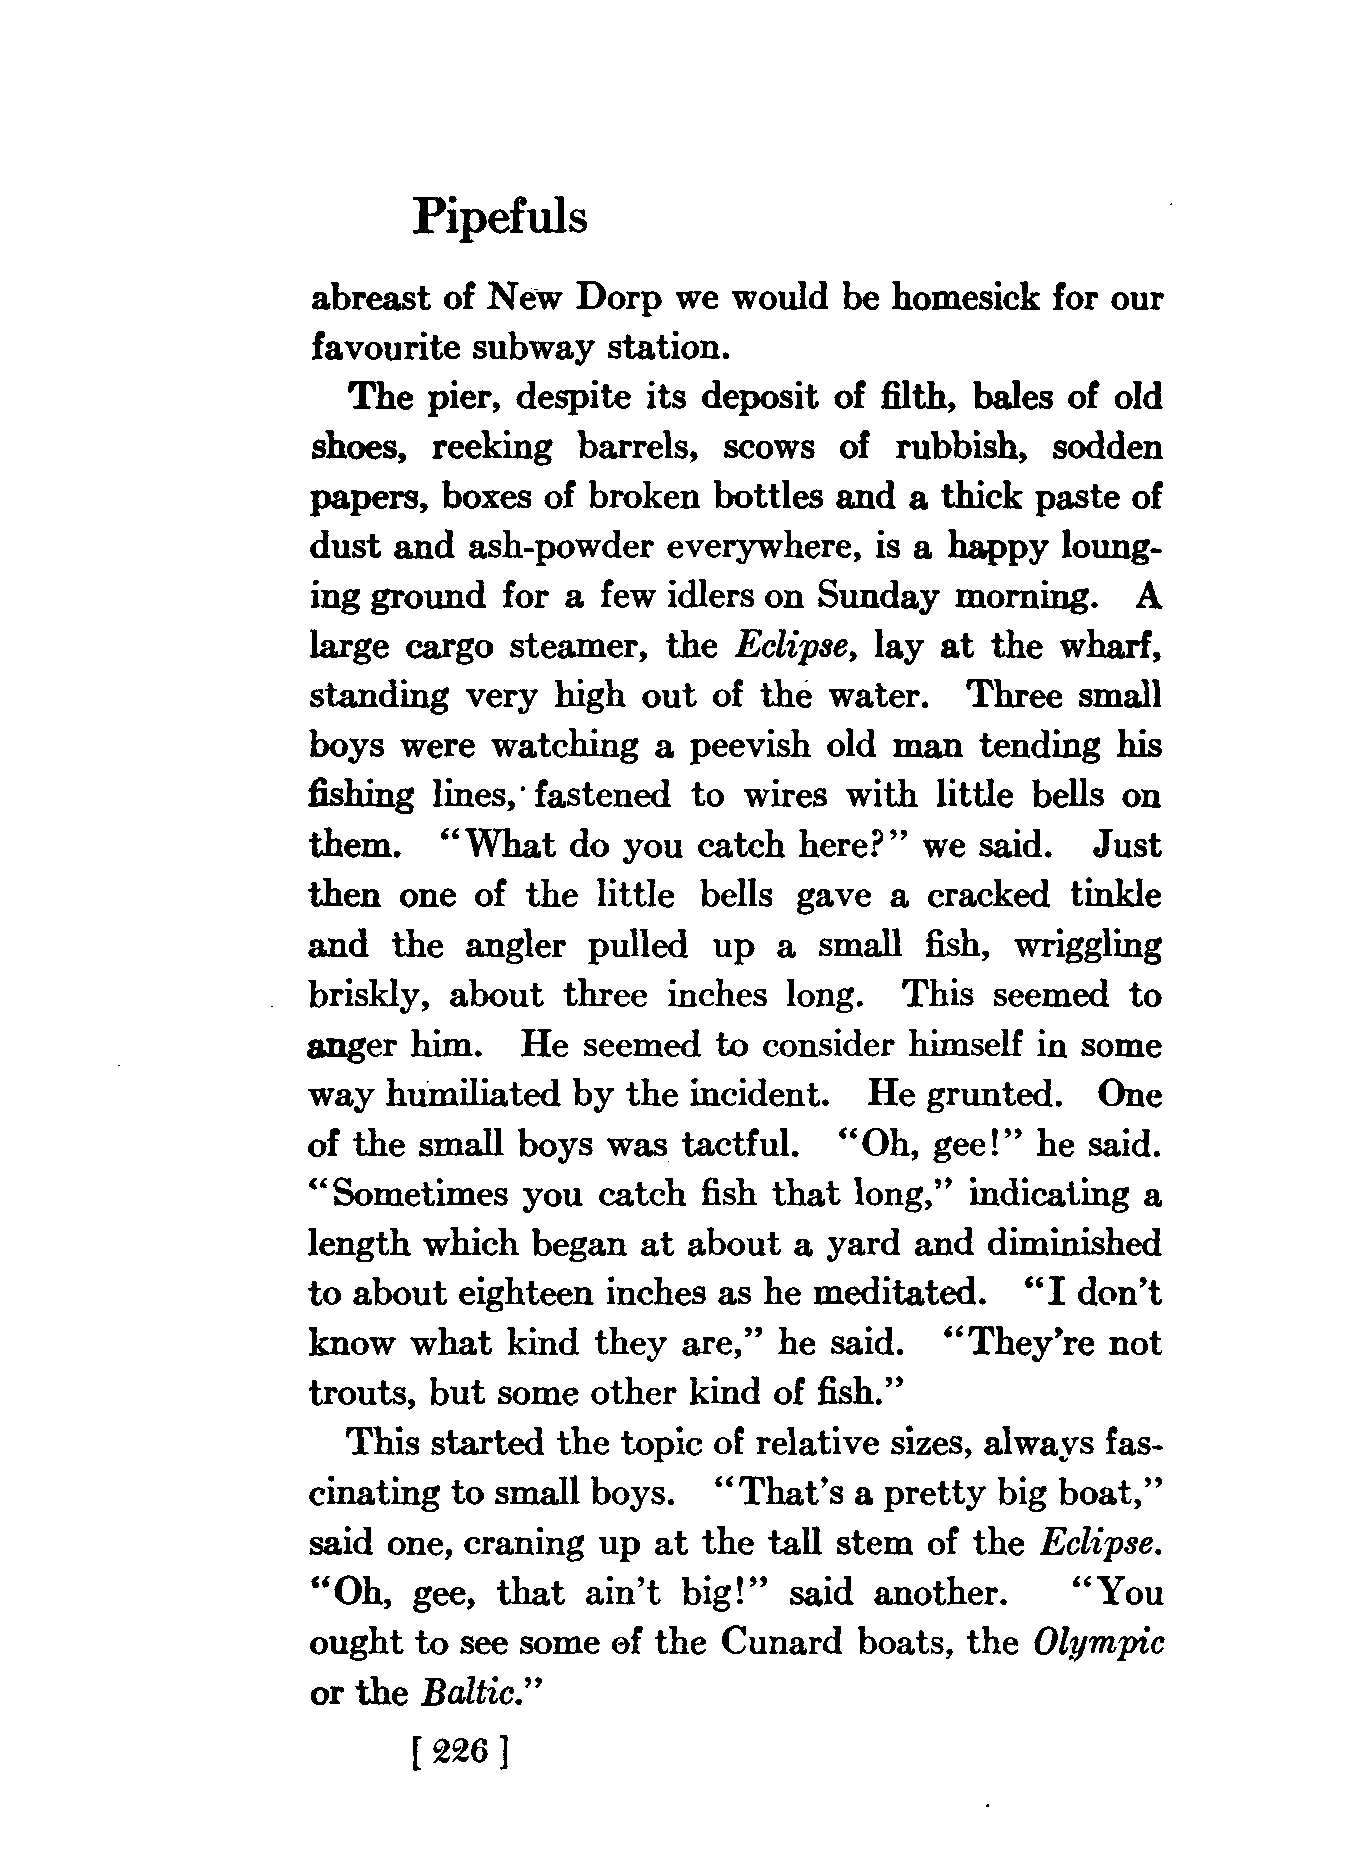 Pipefuls
abreast of New Dorp we would be homesick for our
favourite subway station.
The pier, despite its deposit of filth, bales of old
shoes, reeking barrels, scows of rubbish, sodden
papers, boxes of broken bottles and a thick paste of
dust and ash-powder everywhere, is a happy loung-
ing ground for a few idlers on Sunday morning. A
large cargo steamer, the Eclipse, lay at the wharf,
standing very high out of the water. Three small
boys were watching a peevish old man tending his
fishing lines, fastened to wires with little bells on
them. "What do you catch here?" we said. Just
then one of the little bells gave a cracked tinkle
and the angler pulled up a small fish, wriggling
briskly, about three inches long. This seemed to
anger him. He seemed to consider himself in some
way humiliated by the incident. He grunted. One
of the small boys was tactful. "Oh, gee!" he said.
"Sometimes you catch fish that long," indicating a
length which began at about a yard and diminished
to about eighteen inches as he meditated. "I don't
know what kind they are," he said. "They're not
trouts, but some other kind of fish."
This started the topic of relative sizes, always fas-
cinating to small boys. "That's a pretty big boat,"
said one, craning up at the tall stem of the Eclipse.
"Oh, gee, that ain't big!" said another. "You
ought to see some of the Cunard boats, the Olympic
or the Baltic."
[ 226 ]